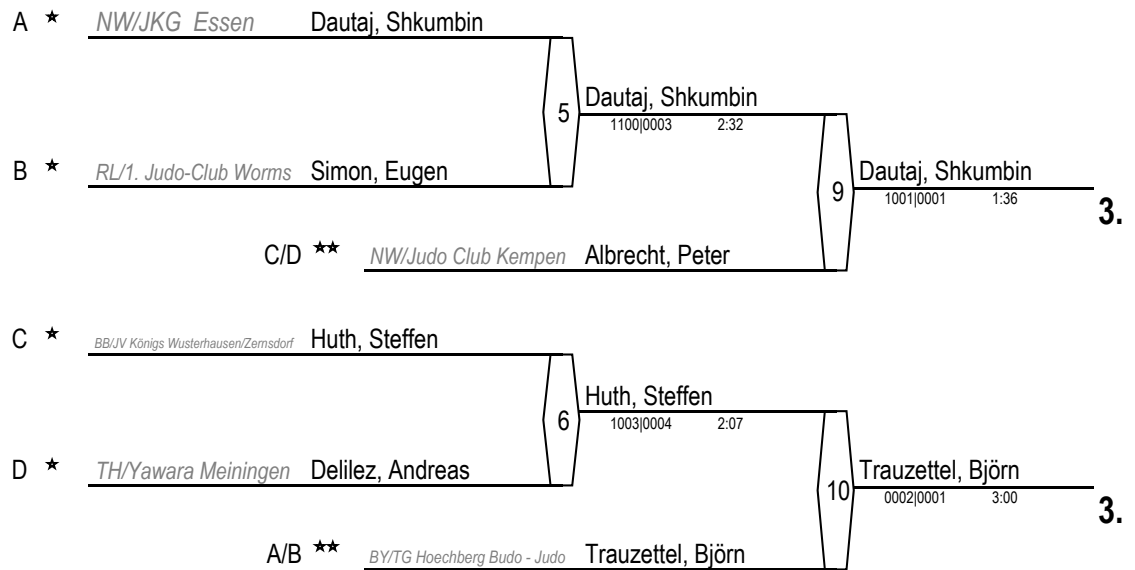 A ★ NW/JKG Essen Dautaj, Shkumbin
5 Dautaj, Shkumbin
1100|0003 2:32
B ★ RL/1. Judo-Club Worms Simon, Eugen
9 Dautaj, Shkumbin
1001|0001 1:36
3.
C/D ★★ NW/Judo Club Kempen Albrecht, Peter
C ★ BB/JV Königs Wusterhausen/Zernsdorf Huth, Steffen
6 Huth, Steffen
1003|0004 2:07
D ★ TH/Yawara Meiningen Delilez, Andreas
10 Trauzettel, Björn
0002|0001 3:00
3.
A/B ★★ BY/TG Hoechberg Budo - Judo Trauzettel, Björn